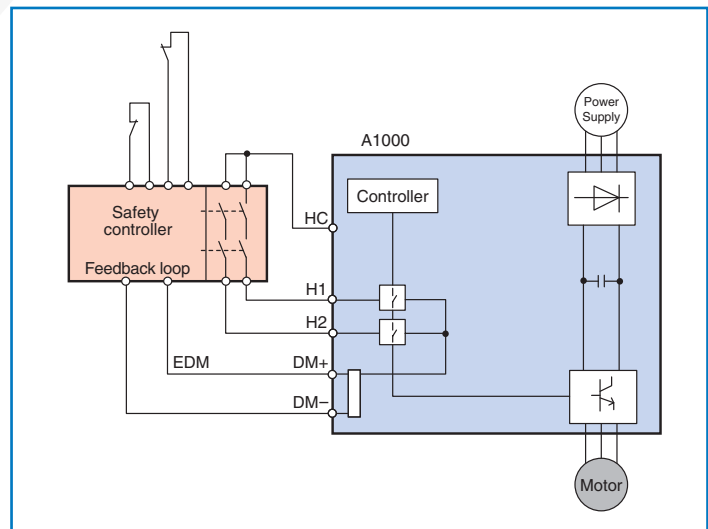 Power
Supply
A1000
Controller
Safety
controller
HC
Feedback loop
H1
H2
EDM
DM+
DM−
Motor